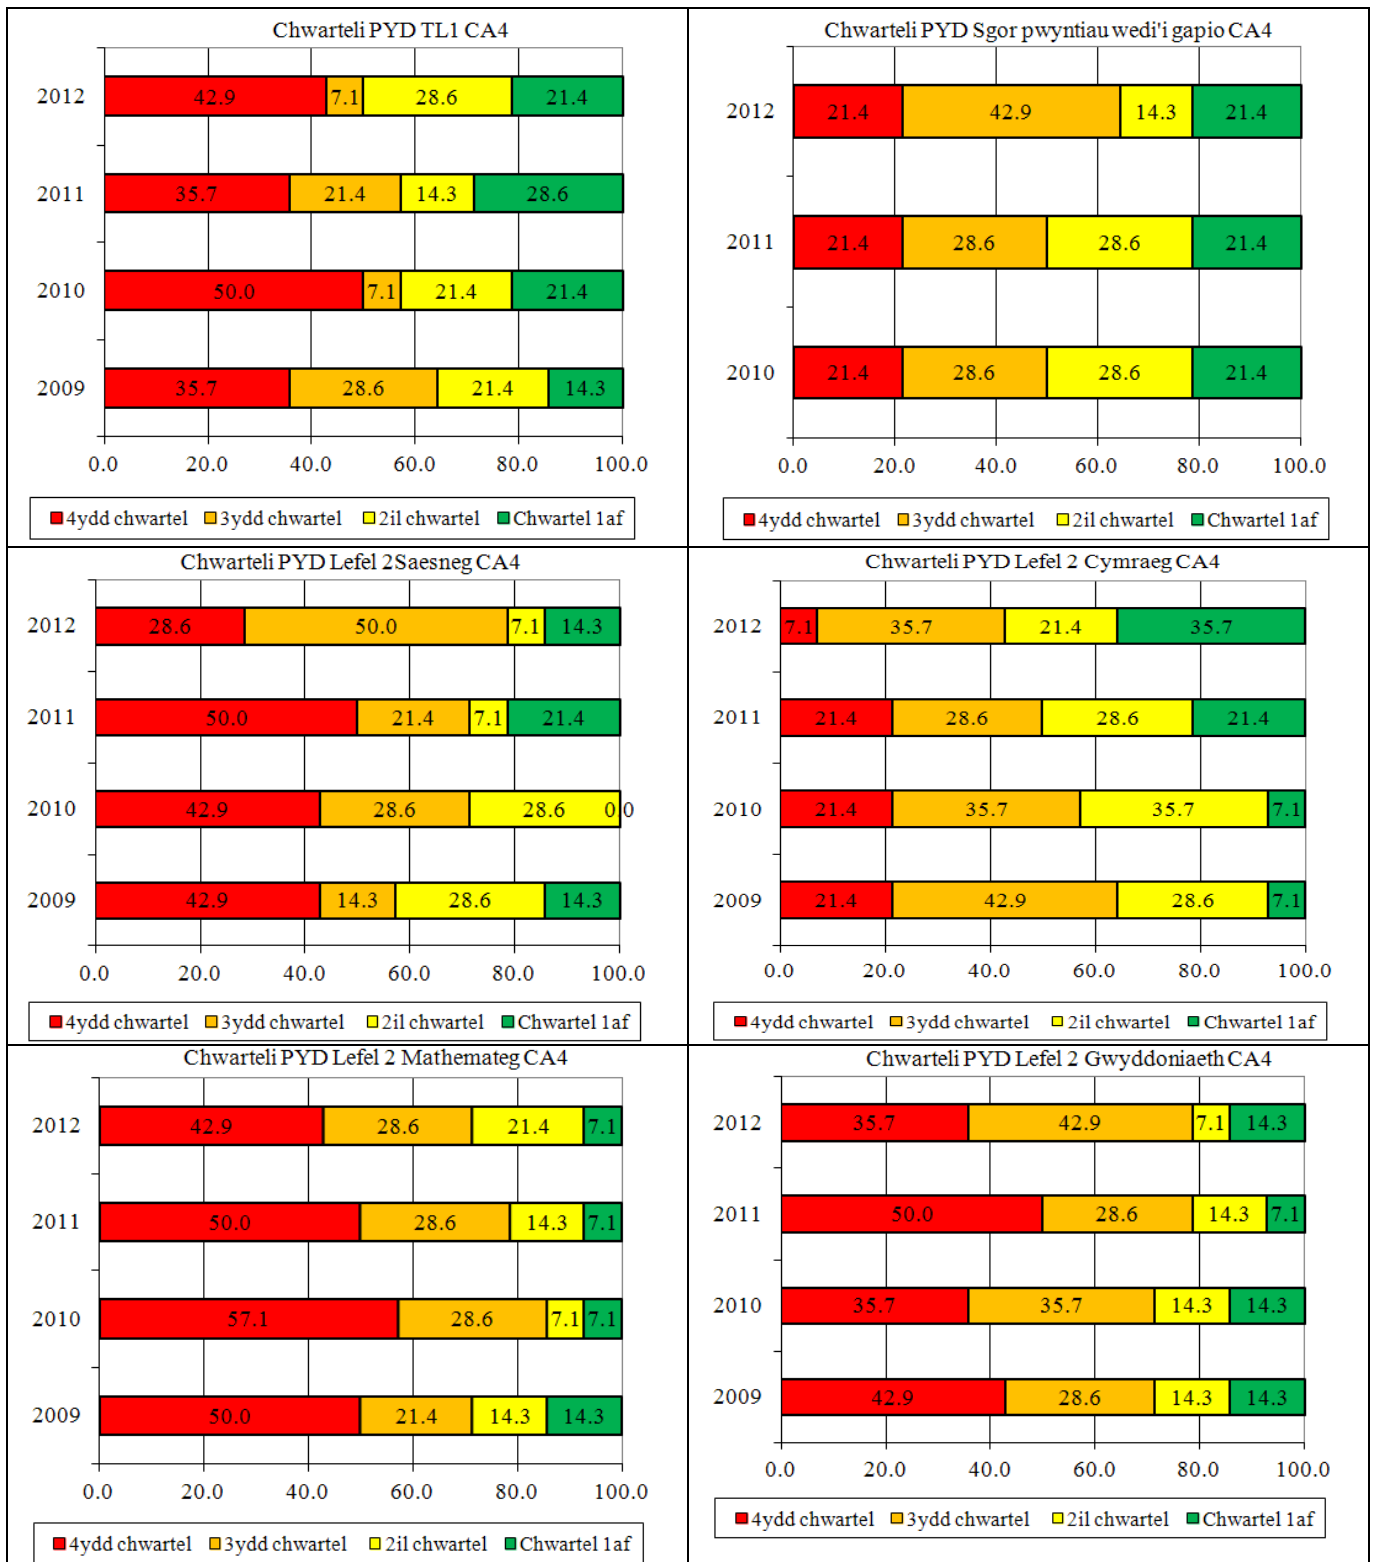 Chwarteli PYD TL1 CA4
2012 42.9 7.1 28.6 21.4
2011 35.7 21.4 14.3 28.6
2010 50.0 7.1 21.4 21.4
2009 35.7 28.6 21.4 14.3
0.0 20.0 40.0 60.0 80.0 100.0
4ydd chwartel 3ydd chwartel 2il chwartel Chwartel 1af
Chwarteli PYD Sgor pwyntiau wedi'i gapio CA4
2012 21.4 42.9 14.3 21.4
2011 21.4 28.6 28.6 21.4
2010 21.4 28.6 28.6 21.4
0.0 20.0 40.0 60.0 80.0 100.0
4ydd chwartel 3ydd chwartel 2il chwartel Chwartel 1af
Chwarteli PYD Lefel 2Saesneg CA4
2012 28.6 50.0 7.1 14.3
2011 50.0 21.4 7.1 21.4
2010 42.9 28.6 28.6 0.0
2009 42.9 14.3 28.6 14.3
0.0 20.0 40.0 60.0 80.0 100.0
4ydd chwartel 3ydd chwartel 2il chwartel Chwartel 1af
Chwarteli PYD Lefel 2 Cymraeg CA4
2012 7.1 35.7 21.4 35.7
2011 21.4 28.6 28.6 21.4
2010 21.4 35.7 35.7 7.1
2009 21.4 42.9 28.6 7.1
0.0 20.0 40.0 60.0 80.0 100.0
4ydd chwartel 3ydd chwartel 2il chwartel Chwartel 1af
Chwarteli PYD Lefel 2 Mathemateg CA4
2012 42.9 28.6 21.4 7.1
2011 50.0 28.6 14.3 7.1
2010 57.1 28.6 7.1 7.1
2009 50.0 21.4 14.3 14.3
0.0 20.0 40.0 60.0 80.0 100.0
4ydd chwartel 3ydd chwartel 2il chwartel Chwartel 1af
Chwarteli PYD Lefel 2 Gwyddoniaeth CA4
2012 35.7 42.9 7.1 14.3
2011 50.0 28.6 14.3 7.1
2010 35.7 35.7 14.3 14.3
2009 42.9 28.6 14.3 14.3
0.0 20.0 40.0 60.0 80.0 100.0
4ydd chwartel 3ydd chwartel 2il chwartel Chwartel 1af